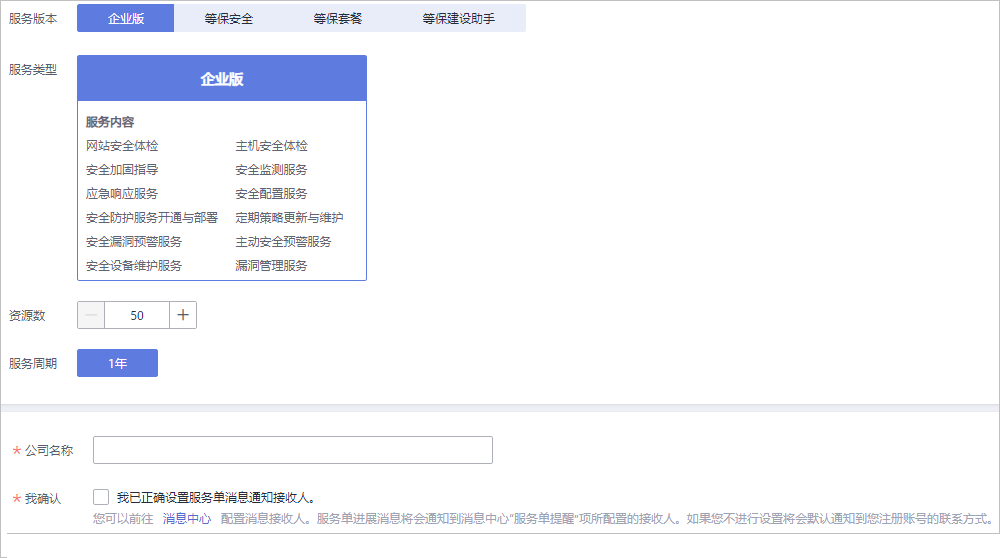 服务版本 企业版 等保安全 等保套餐 等保建设助手
服务类型 企业版
服务内容
网站安全体检 主机安全体检
安全加固指导 安全监测服务
应急响应服务 安全配置服务
安全防护服务开通与部署 定期策略更新与维护
安全漏洞预警服务 主动安全预警服务
安全设备维护服务 漏洞管理服务
资源数 — 50 +
服务周期 1年
* 公司名称
* 我确认 我已正确设置服务单消息通知接收人。
您可以前往 消息中心 配置消息接收人。服务单进展消息将会通知到消息中心"服务单提醒"项所配置的接收人。如果您不进行设置将会默认通知到您注册账号的联系方式。